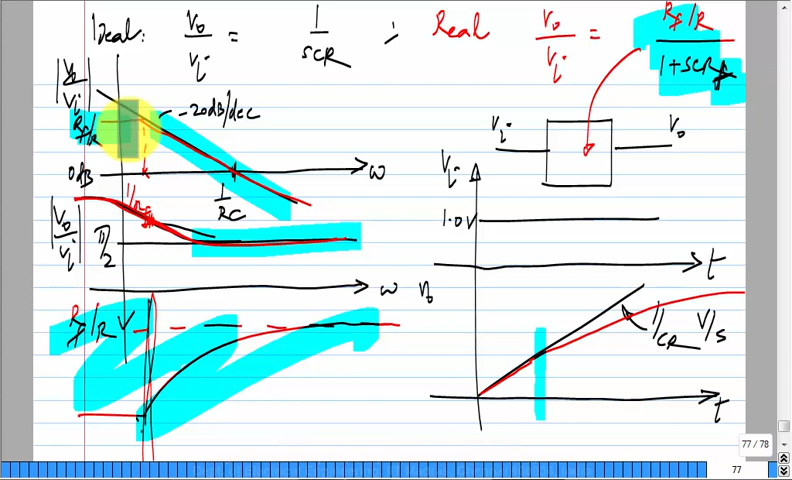 Ideal: Vo/Vi = 1/SCR ; Real Vo/Vi = Rf/R / 1+SCRf
|Vo/Vi|
-20dB/dec
Rf/R
Vi Vo
0dB ω
Vi
1/RC
1.0V
|Vo/Vi| π/2
t
ω Vo
Rf/R V
1/CR V/s
t
77 / 78
77